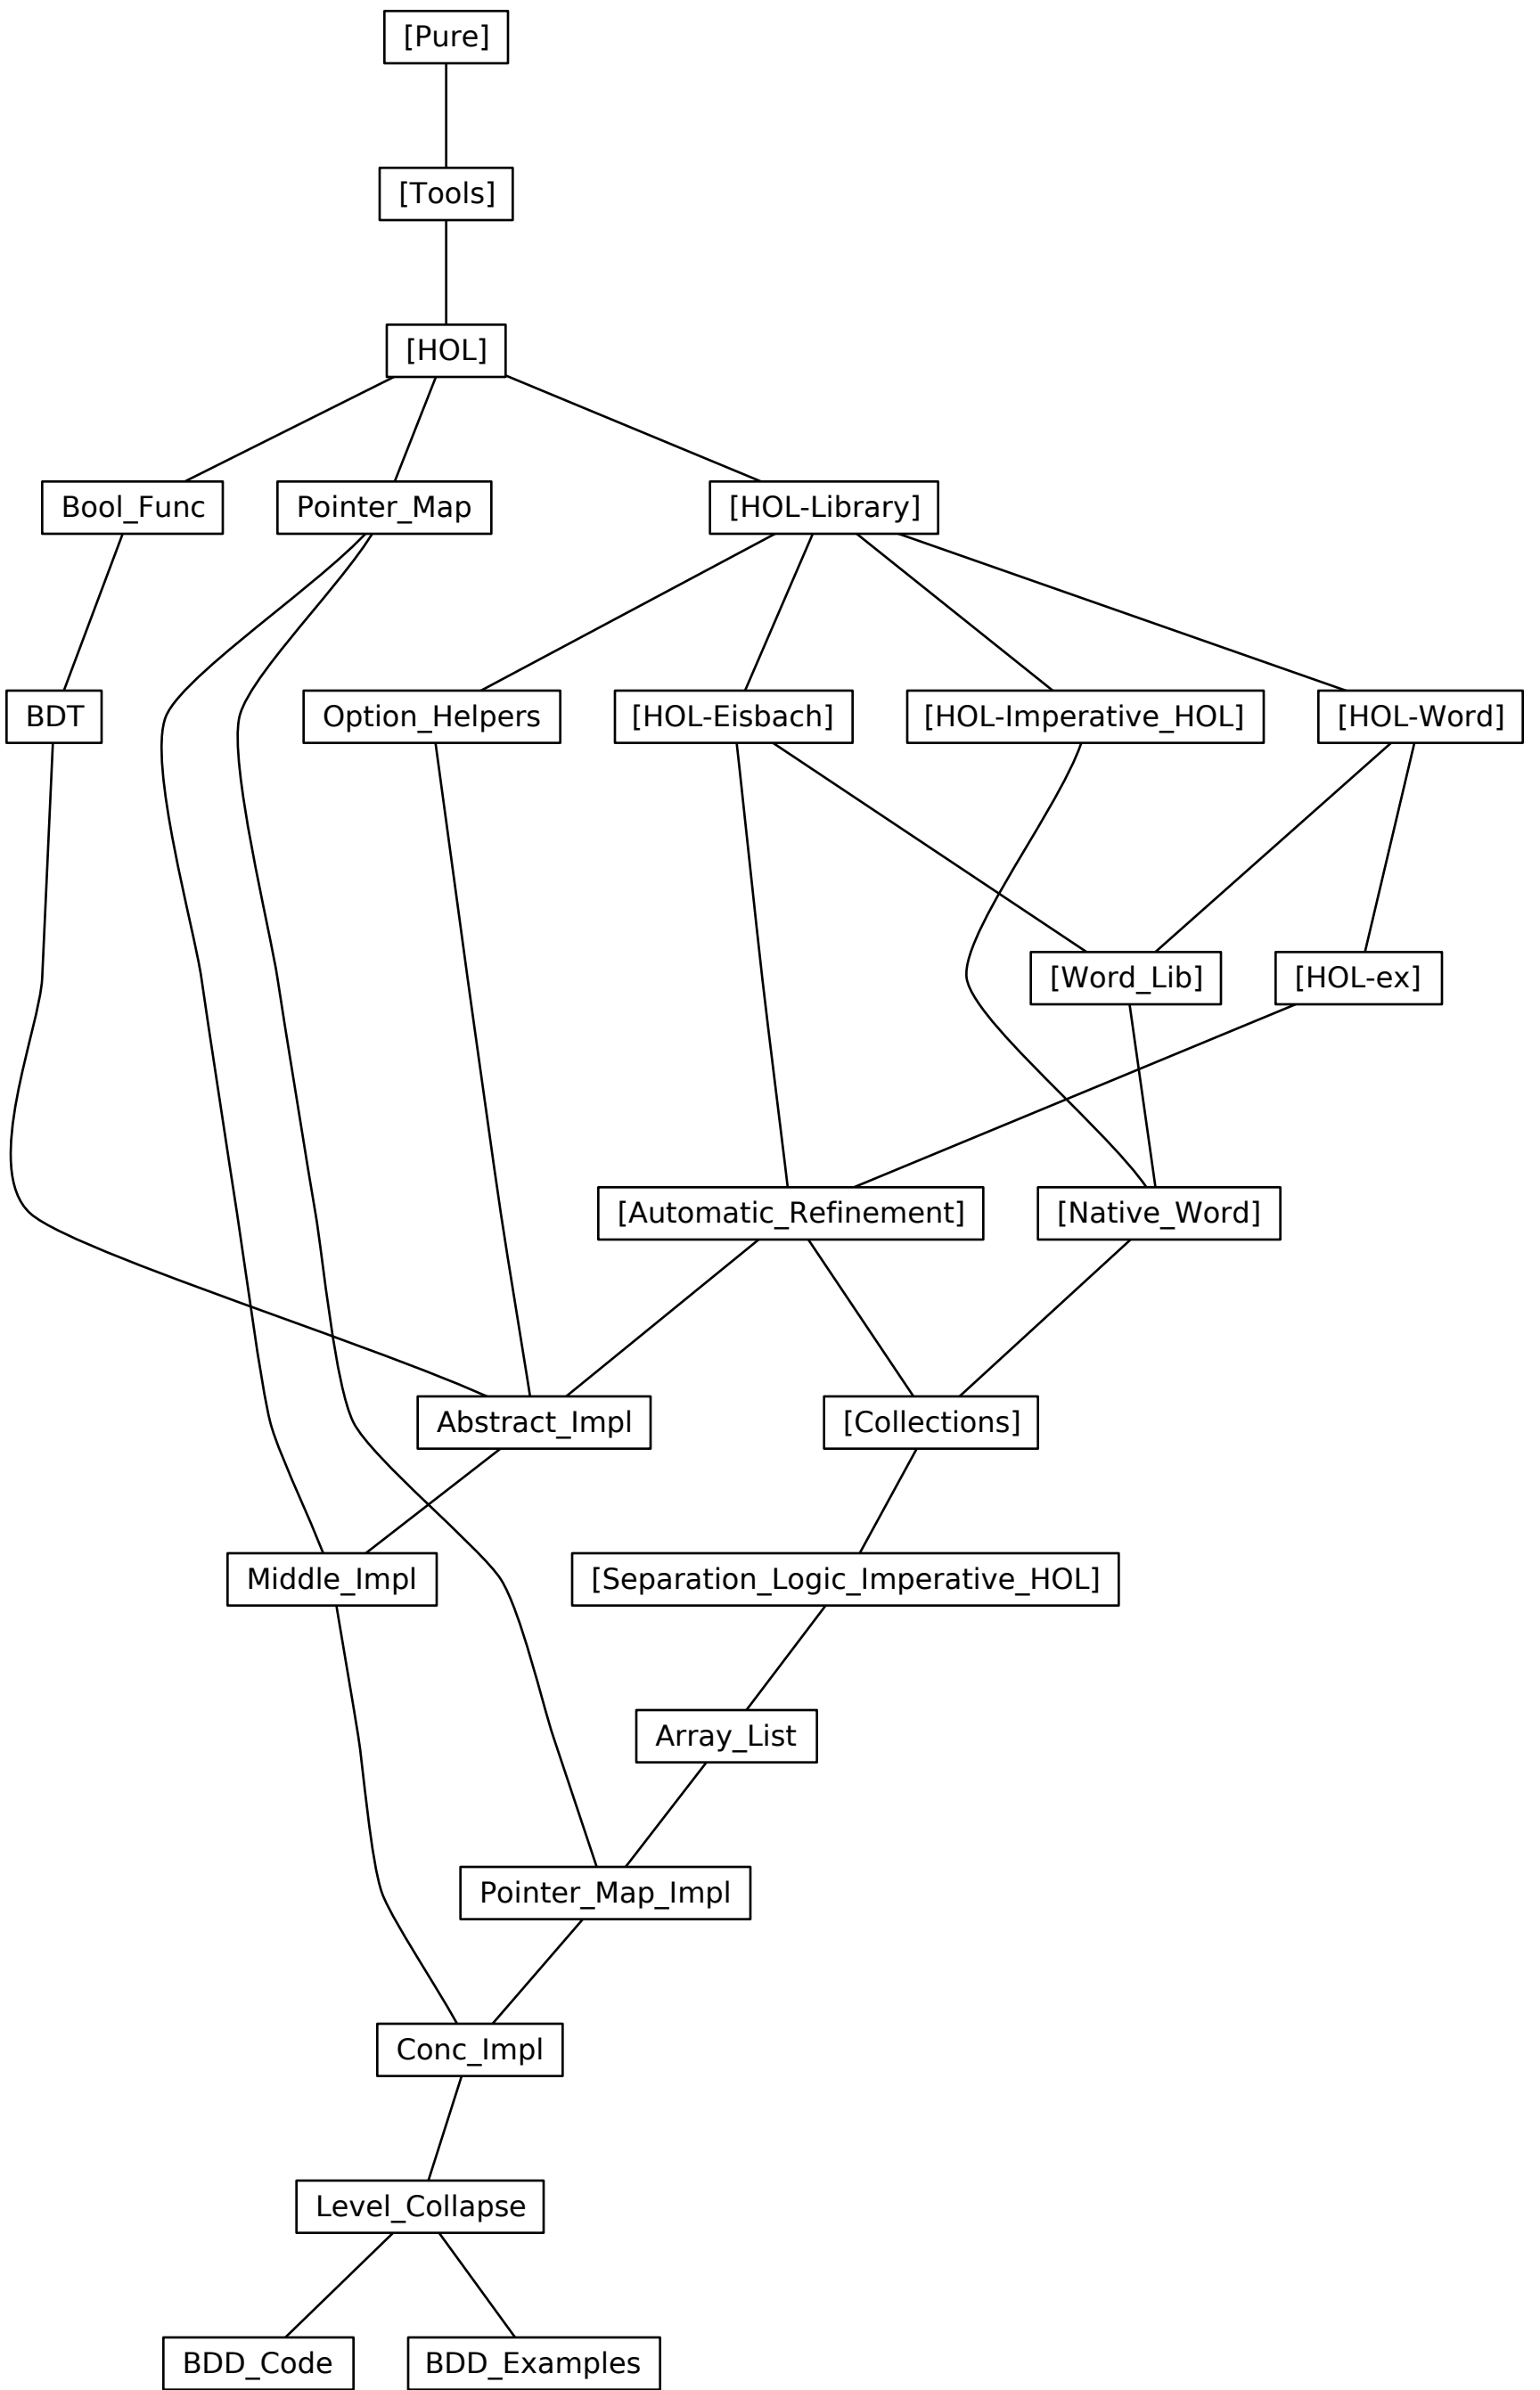 [Pure]
[Tools]
[HOL]
Bool_Func
Pointer_Map
[HOL-Library]
BDT
Option_Helpers
[HOL-Eisbach]
[HOL-Imperative_HOL]
[HOL-Word]
[Word_Lib]
[HOL-ex]
[Automatic_Refinement]
[Native_Word]
Abstract_Impl
[Collections]
Middle_Impl
[Separation_Logic_Imperative_HOL]
Array_List
Pointer_Map_Impl
Conc_Impl
Level_Collapse
BDD_Code
BDD_Examples